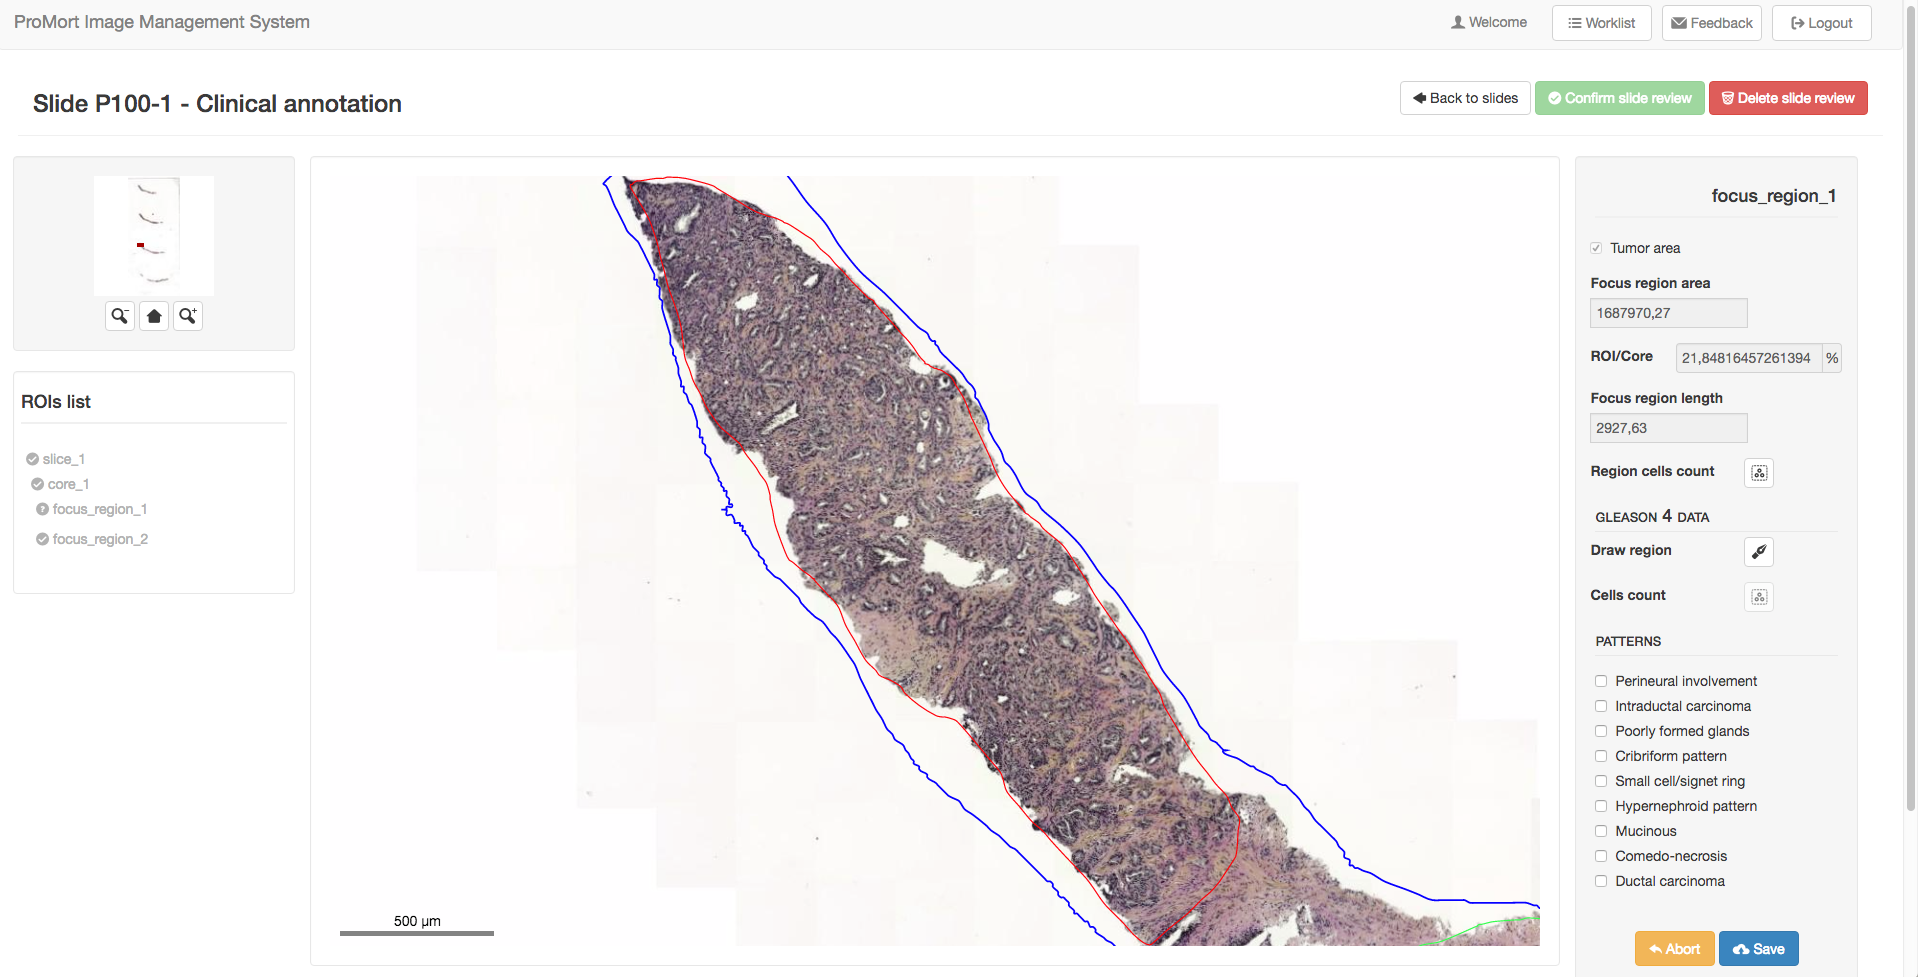 ProMort Image Management System
Welcome
Worklist
Feedback
Logout
Slide P100-1 - Clinical annotation
Back to slides
Confirm slide review
Delete slide review
ROIs list
slice_1
core_1
focus_region_1
focus_region_2
500 µm
focus_region_1
Tumor area
Focus region area
1687970,27
ROI/Core 21,84816457261394 %
Focus region length
2927,63
Region cells count
GLEASON 4 DATA
Draw region
Cells count
PATTERNS
Perineural involvement
Intraductal carcinoma
Poorly formed glands
Cribriform pattern
Small cell/signet ring
Hypernephroid pattern
Mucinous
Comedo-necrosis
Ductal carcinoma
Abort
Save